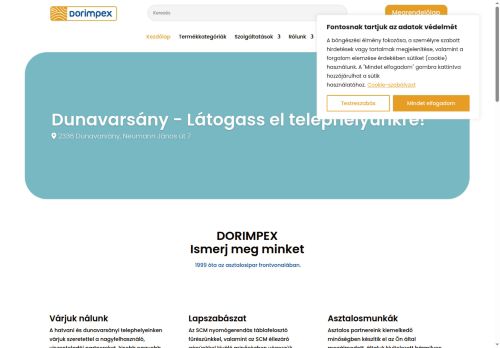 DORIMPEX
Keresés
Megrendelőlap
Kezdőlap
Termékkategóriák
Szolgáltatások
Rólunk
Fontosnak tartjuk az adatok védelmét
A böngészési élmény fokozása, a személyre szabott
hirdetések vagy tartalmak megjelenítése, valamint a
forgalom elemzése érdekében sütiket (cookie)
használunk. A "Mindet elfogadom" gombra kattintva
hozzájárulhat a sütik
használatához. Cookie-szabályzat
Testreszabás
Mindet elfogadom
Dunavarsány - Látogass el telephelyünkre!
2336 Dunavarsány, Neumann János út 7.
DORIMPEX
Ismerj meg minket
1999 óta az asztalosipar frontvonalában.
Várjuk nálunk
A hatvani és dunavarsányi telephelyeinken
várjuk szeretettel a nagyfelhasználó,
Lapszabászat
Az SCM nyomógerendás táblafelosztó
fűrészünkkel, valamint az SCM élzáró
Asztalosmunkák
Asztalos partnereink kiemelkedő
minőségben készítik el az Ön által